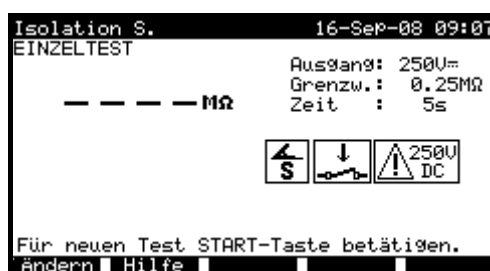 Isolation S. 16-Sep-08 09:07
EINZELTEST
Ausgang: 250V⎓
Grenzw.: 0.25MΩ
– – – – MΩ
Zeit : 5s
S
250V
DC
Für neuen Test START-Taste betätigen.
ändern Hilfe